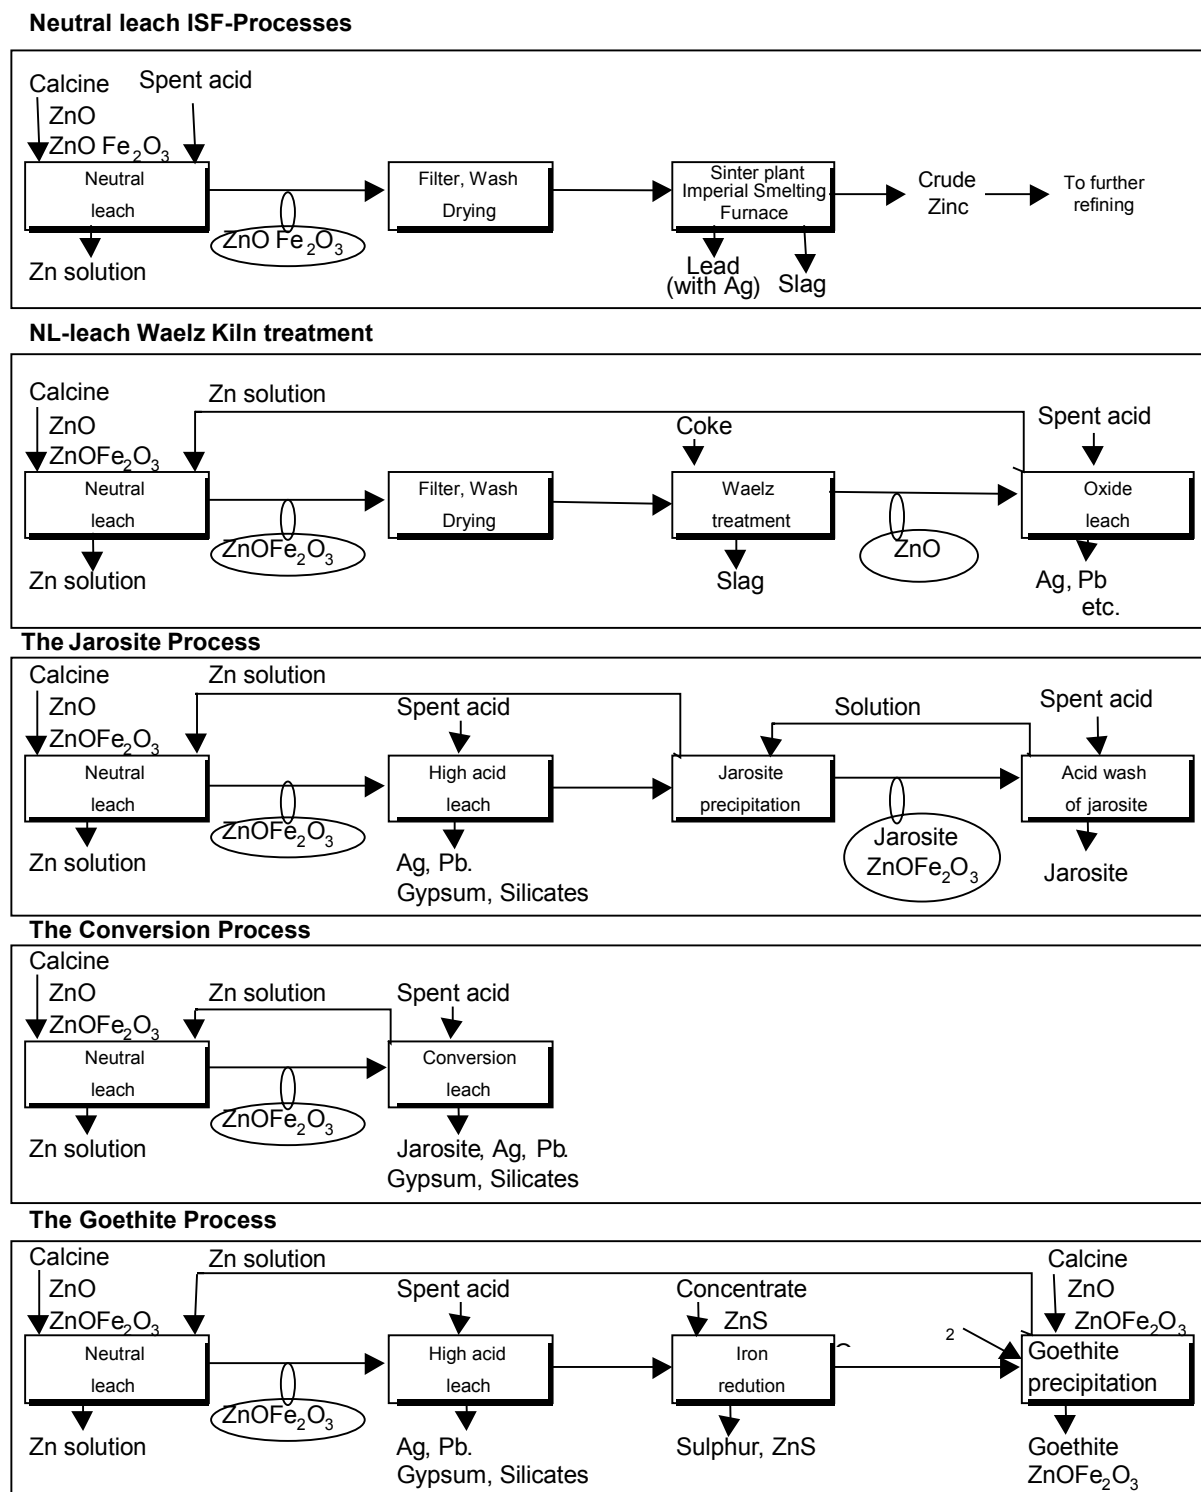 Neutral leach ISF-Processes
Calcine
Spent acid
ZnO
ZnO Fe2O3
Neutral
leach
Filter, Wash
Drying
Sinter plant
Imperial Smelting
Furnace
Crude
Zinc
To further
refining
ZnO Fe2O3
Zn solution
Lead
(with Ag)
Slag
NL-leach Waelz Kiln treatment
Calcine
Zn solution
ZnO
ZnOFe2O3
Coke
Spent acid
Neutral
leach
Filter, Wash
Drying
Waelz
treatment
Oxide
leach
ZnOFe2O3
ZnO
Zn solution
Slag
Ag, Pb
etc.
The Jarosite Process
Calcine
Zn solution
ZnO
ZnOFe2O3
Spent acid
Solution
Spent acid
Neutral
leach
High acid
leach
Jarosite
precipitation
Acid wash
of jarosite
ZnOFe2O3
Jarosite
ZnOFe2O3
Zn solution
Ag, Pb.
Gypsum, Silicates
Jarosite
The Conversion Process
Calcine
ZnO
ZnOFe2O3
Zn solution
Spent acid
Neutral
leach
Conversion
leach
ZnOFe2O3
Zn solution
Jarosite, Ag, Pb.
Gypsum, Silicates
The Goethite Process
Calcine
Zn solution
ZnO
ZnOFe2O3
Spent acid
Concentrate
ZnS
Calcine
ZnO
ZnOFe2O3
2
Neutral
leach
High acid
leach
Iron
redution
Goethite
precipitation
ZnOFe2O3
Zn solution
Ag, Pb.
Gypsum, Silicates
Sulphur, ZnS
Goethite
ZnOFe2O3